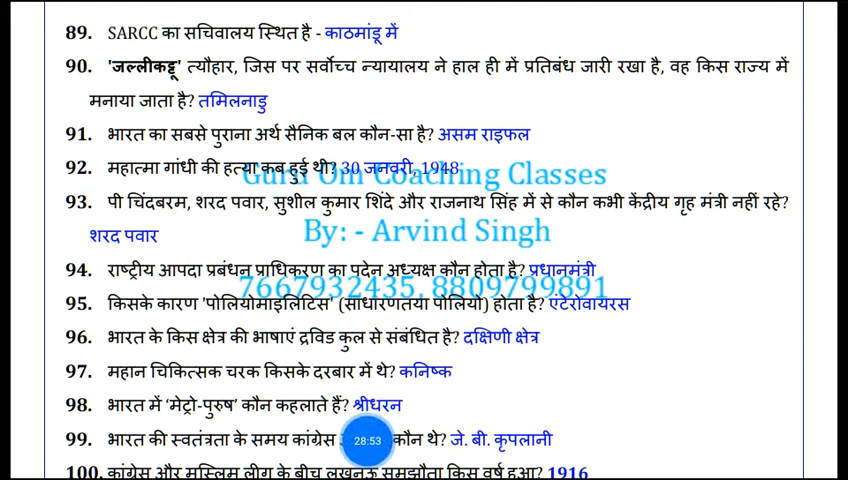 89. SARCC का सचिवालय स्थित है - काठमांडू में
90. 'जल्लीकट्टू' त्यौहार, जिस पर सर्वोच्च न्यायालय ने हाल ही में प्रतिबंध जारी रखा है, वह किस राज्य में
मनाया जाता है? तमिलनाडु
91. भारत का सबसे पुराना अर्ध सैनिक बल कौन-सा है? असम राइफल
92. महात्मा गांधी की हत्या कब हुई थी? 30 जनवरी, 1948
Guru Om Coaching Classes
93. पी चिंदबरम, शरद पवार, सुशील कुमार शिंदे और राजनाथ सिंह में से कौन कभी केंद्रीय गृह मंत्री नहीं रहे?
शरद पवार
By: - Arvind Singh
94. राष्ट्रीय आपदा प्रबंधन प्राधिकरण का पदेन अध्यक्ष कौन होता है? प्रधानमंत्री
7667932435, 8809799891
95. किसके कारण 'पोलियोमाइलिटिस' (साधारणतया पोलियो) होता है? एंटेरोवायरस
96. भारत के किस क्षेत्र की भाषाएं द्रविड कुल से संबंधित है? दक्षिणी क्षेत्र
97. महान चिकित्सक चरक किसके दरबार में थे? कनिष्क
98. भारत में 'मेट्रो-पुरुष' कौन कहलाते हैं? श्रीधरन
99. भारत की स्वतंत्रता के समय कांग्रेस कौन थे? जे. बी. कृपलानी
28:53
100. कांग्रेस और मुस्लिम लीग के बीच लखनऊ समझौता किस वर्ष हुआ? 1916